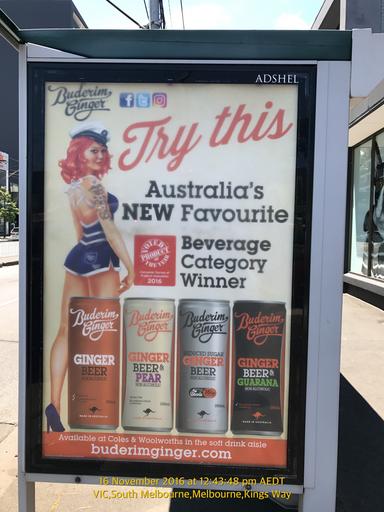 ADSHEL
Buderim
Ginger
Try this
Australia's
NEW Favourite
VOTED
PRODUCT
OF THE YEAR
2016
Beverage
Category
Winner
Buderim
Ginger
GINGER
BEER
Buderim
Ginger
GINGER
BEER &
PEAR
Buderim
Ginger
REDUCED SUGAR
GINGER
BEER
Buderim
Ginger
GINGER
BEER &
GUARANA
Available at Coles & Woolworths in the soft drink aisle
buderimginger.com
16 November 2016 at 12:43:48 pm AEDT
VIC,South Melbourne,Melbourne,Kings Way